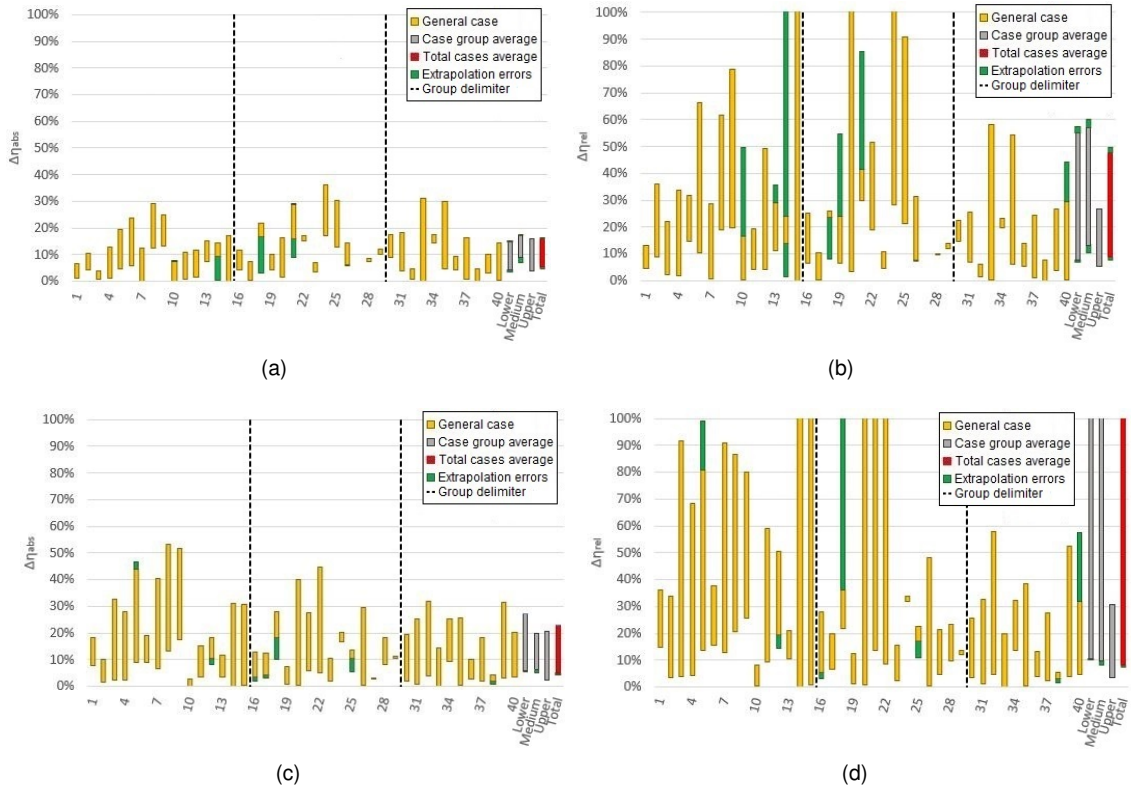 100%
90%
80%
70%
60%
50%
40%
30%
20%
10%
0%
Δηabs
General case
Case group average
Total cases average
Extrapolation errors
Group delimiter
1 4 7 10 13 16 19 22 25 28 31 34 37 40 Lower Medium Upper Total
(a)
100%
90%
80%
70%
60%
50%
40%
30%
20%
10%
0%
Δηrel
General case
Case group average
Total cases average
Extrapolation errors
Group delimiter
1 4 7 10 13 16 19 22 25 28 31 34 37 40 Lower Medium Upper Total
(b)
100%
90%
80%
70%
60%
50%
40%
30%
20%
10%
0%
Δηabs
General case
Case group average
Total cases average
Extrapolation errors
Group delimiter
1 4 7 10 13 16 19 22 25 28 31 34 37 40 Lower Medium Upper Total
(c)
100%
90%
80%
70%
60%
50%
40%
30%
20%
10%
0%
Δηrel
General case
Case group average
Total cases average
Extrapolation errors
Group delimiter
1 4 7 10 13 16 19 22 25 28 31 34 37 40 Lower Medium Upper Total
(d)